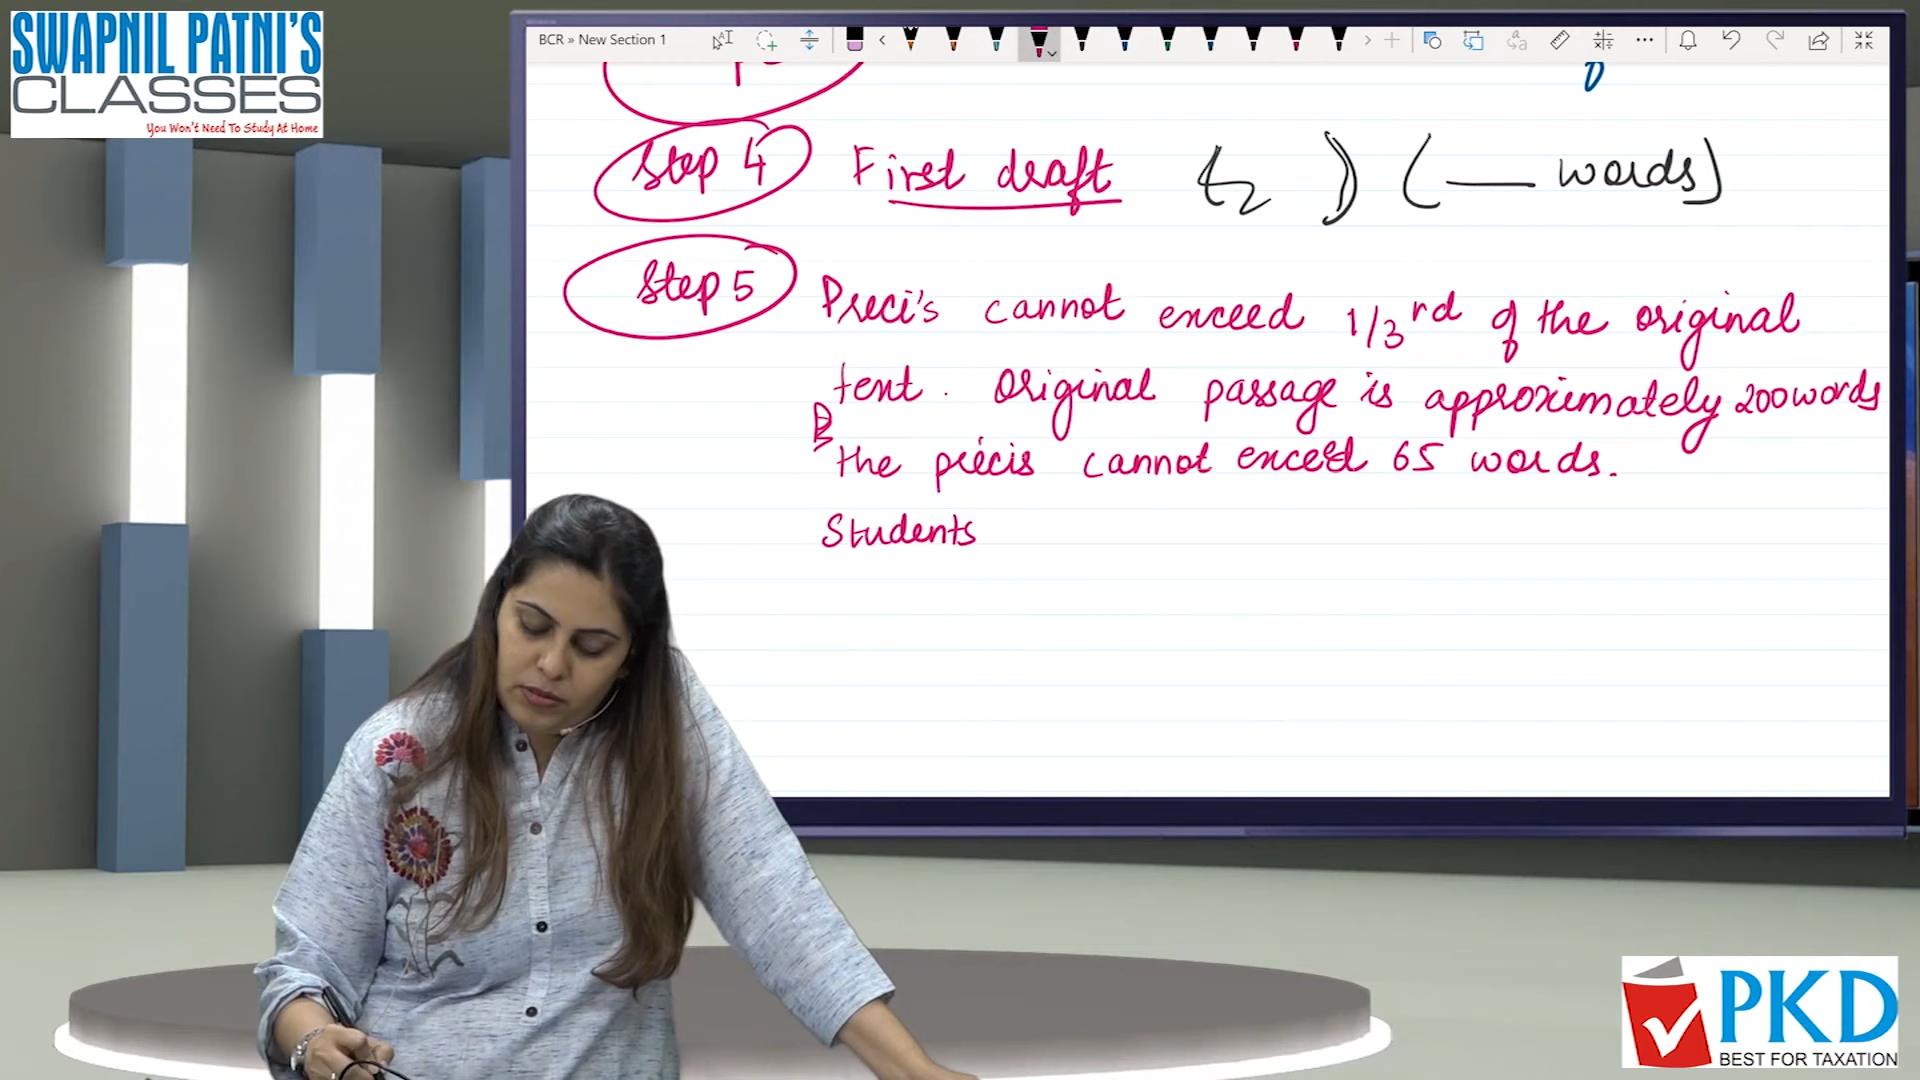 SWAPNIL PATNI'S
CLASSES
You Won't Need To Study At Home
BCR » New Section 1
Step 4 First draft ( — words)
Step 5 Preci's cannot exceed 1/3rd of the original
text. Original passage is approximately 200 words
the précis cannot exceed 65 words.
Students
PKD
BEST FOR TAXATION